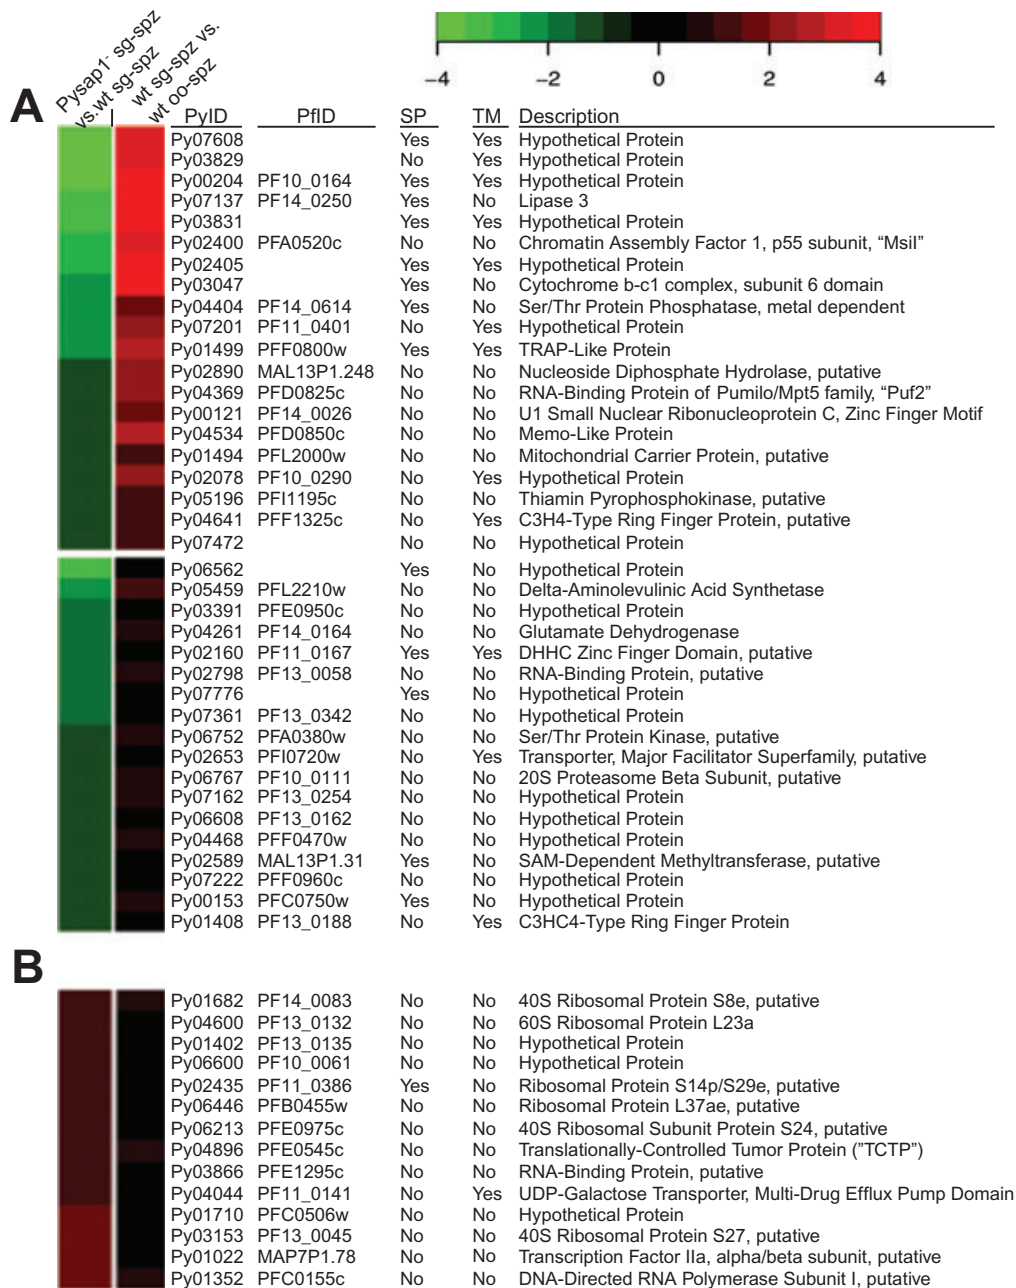 -4 -2 0 2 4
Pysap1- sg-spz
vs.wt sg-spz
wt sg-spz vs.
wt oo-spz
A
PyID PfID SP TM Description
Py07608 Yes Yes Hypothetical Protein
Py03829 No Yes Hypothetical Protein
Py00204 PF10_0164 Yes Yes Hypothetical Protein
Py07137 PF14_0250 Yes No Lipase 3
Py03831 Yes Yes Hypothetical Protein
Py02400 PFA0520c No No Chromatin Assembly Factor 1, p55 subunit, “MsiI”
Py02405 Yes Yes Hypothetical Protein
Py03047 Yes No Cytochrome b-c1 complex, subunit 6 domain
Py04404 PF14_0614 Yes No Ser/Thr Protein Phosphatase, metal dependent
Py07201 PF11_0401 No Yes Hypothetical Protein
Py01499 PFF0800w Yes Yes TRAP-Like Protein
Py02890 MAL13P1.248 No No Nucleoside Diphosphate Hydrolase, putative
Py04369 PFD0825c No No RNA-Binding Protein of Pumilo/Mpt5 family, “Puf2”
Py00121 PF14_0026 No No U1 Small Nuclear Ribonucleoprotein C, Zinc Finger Motif
Py04534 PFD0850c No No Memo-Like Protein
Py01494 PFL2000w No No Mitochondrial Carrier Protein, putative
Py02078 PF10_0290 No Yes Hypothetical Protein
Py05196 PFI1195c No No Thiamin Pyrophosphokinase, putative
Py04641 PFF1325c No Yes C3H4-Type Ring Finger Protein, putative
Py07472 No No Hypothetical Protein
Py06562 Yes No Hypothetical Protein
Py05459 PFL2210w No No Delta-Aminolevulinic Acid Synthetase
Py03391 PFE0950c No No Hypothetical Protein
Py04261 PF14_0164 No No Glutamate Dehydrogenase
Py02160 PF11_0167 Yes Yes DHHC Zinc Finger Domain, putative
Py02798 PF13_0058 No No RNA-Binding Protein, putative
Py07776 Yes No Hypothetical Protein
Py07361 PF13_0342 No No Hypothetical Protein
Py06752 PFA0380w No No Ser/Thr Protein Kinase, putative
Py02653 PFI0720w No Yes Transporter, Major Facilitator Superfamily, putative
Py06767 PF10_0111 No No 20S Proteasome Beta Subunit, putative
Py07162 PF13_0254 No No Hypothetical Protein
Py06608 PF13_0162 No No Hypothetical Protein
Py04468 PFF0470w No No Hypothetical Protein
Py02589 MAL13P1.31 Yes No SAM-Dependent Methyltransferase, putative
Py07222 PFF0960c No No Hypothetical Protein
Py00153 PFC0750w Yes No Hypothetical Protein
Py01408 PF13_0188 No Yes C3HC4-Type Ring Finger Protein
B
Py01682 PF14_0083 No No 40S Ribosomal Protein S8e, putative
Py04600 PF13_0132 No No 60S Ribosomal Protein L23a
Py01402 PF13_0135 No No Hypothetical Protein
Py06600 PF10_0061 No No Hypothetical Protein
Py02435 PF11_0386 Yes No Ribosomal Protein S14p/S29e, putative
Py06446 PFB0455w No No Ribosomal Protein L37ae, putative
Py06213 PFE0975c No No 40S Ribosomal Subunit Protein S24, putative
Py04896 PFE0545c No No Translationally-Controlled Tumor Protein (”TCTP”)
Py03866 PFE1295c No No RNA-Binding Protein, putative
Py04044 PF11_0141 No Yes UDP-Galactose Transporter, Multi-Drug Efflux Pump Domain
Py01710 PFC0506w No No Hypothetical Protein
Py03153 PF13_0045 No No 40S Ribosomal Protein S27, putative
Py01022 MAP7P1.78 No No Transcription Factor IIa, alpha/beta subunit, putative
Py01352 PFC0155c No No DNA-Directed RNA Polymerase Subunit I, putative